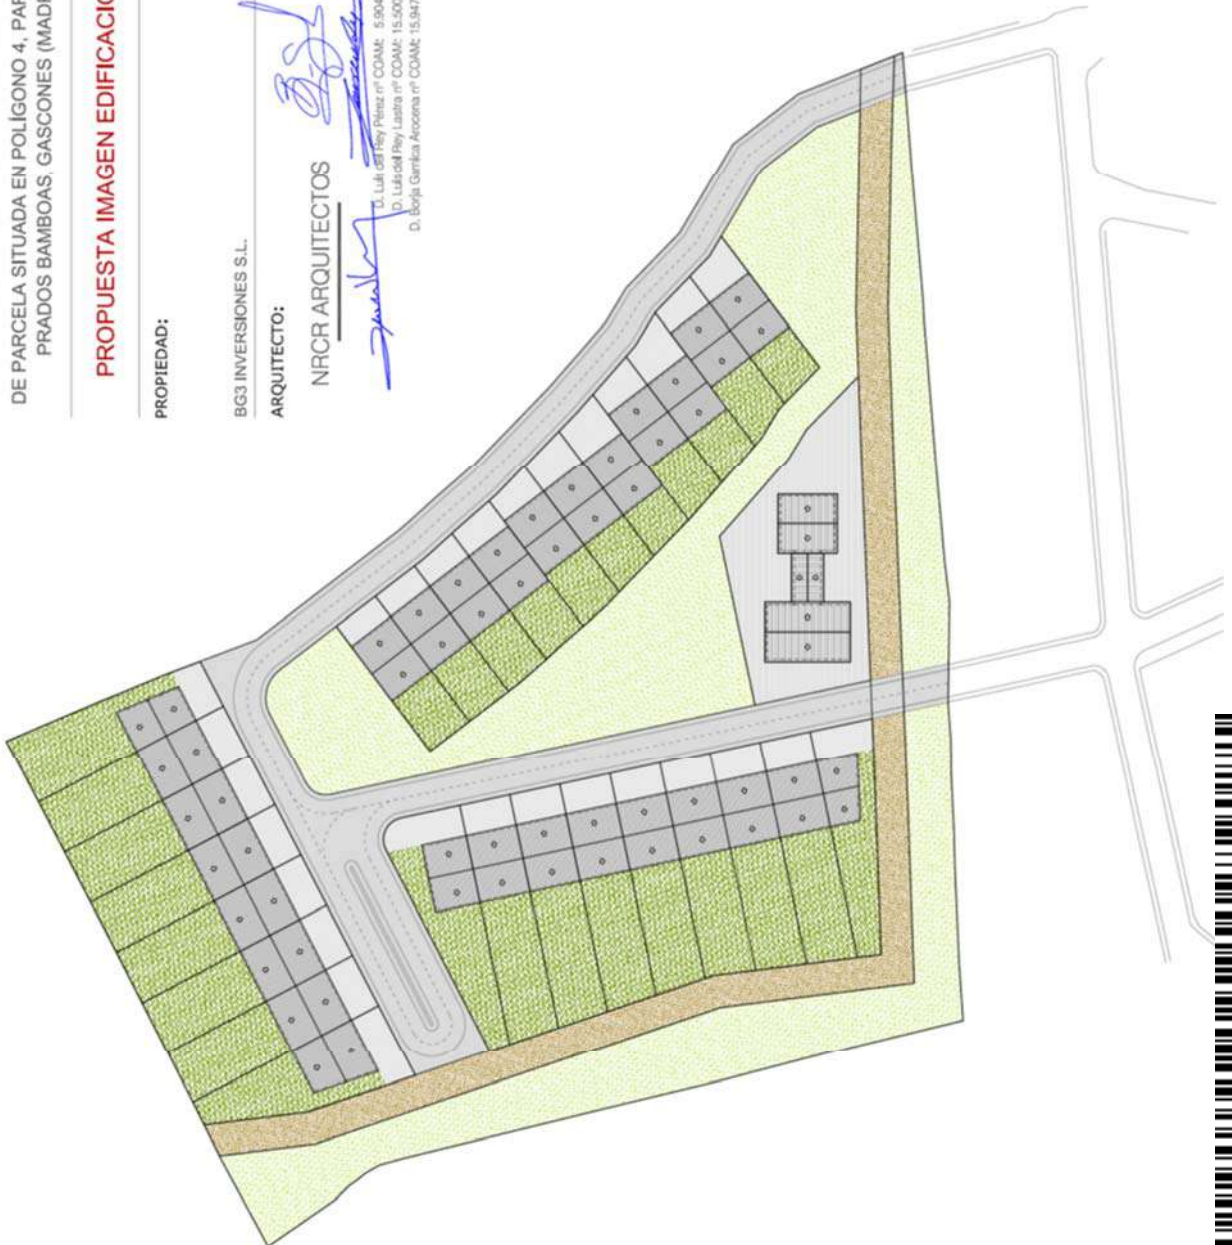 DE PARCELA SITUADA EN POLÍGONO 4, PAR
PRADOS BAMBOAS, GASCONES (MADR
PROPUESTA IMAGEN EDIFICACIO
PROPIEDAD:
BG3 INVERSIONES S.L.
ARQUITECTO:
NRCR ARQUITECTOS
D. Luis del Rey Pérez nº COAM: 5.904
D. Luis del Rey Lastra nº COAM: 15.500
D. Borja Garnica Arocena nº COAM: 15.947